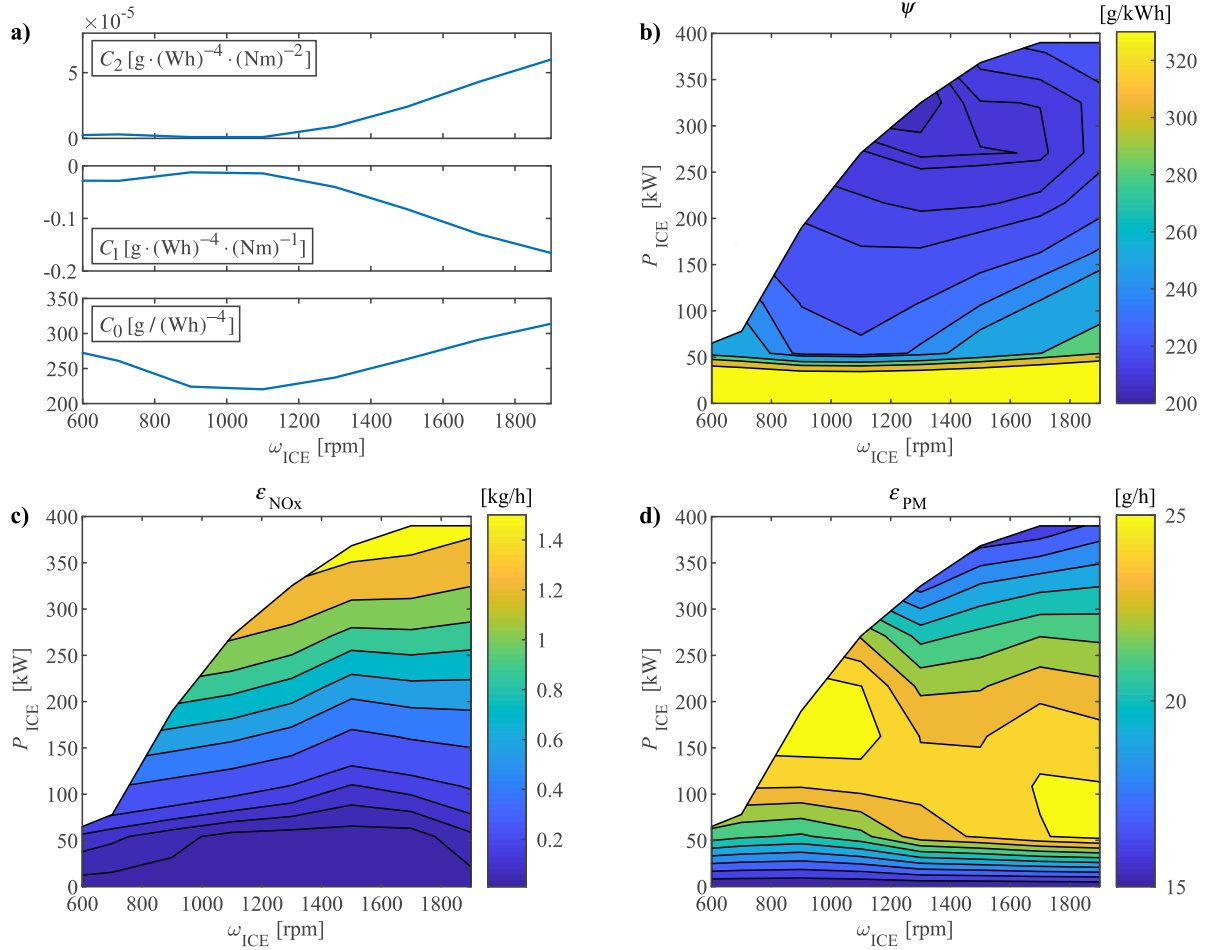 a)
×10⁻⁵
C₂ [g · (Wh)⁻⁴ · (Nm)⁻²]
5
0
0
C₁ [g · (Wh)⁻⁴ · (Nm)⁻¹]
-0.1
-0.2
350
C₀ [g / (Wh)⁻⁴]
300
250
200
600 800 1000 1200 1400 1600 1800
ω_ICE [rpm]
b)
ψ
[g/kWh]
400
350
300
250
200
150
100
50
0
P_ICE [kW]
600 800 1000 1200 1400 1600 1800
ω_ICE [rpm]
320
300
280
260
240
220
200
c)
ε_NOx
[kg/h]
400
350
300
250
200
150
100
50
0
P_ICE [kW]
600 800 1000 1200 1400 1600 1800
ω_ICE [rpm]
1.4
1.2
1
0.8
0.6
0.4
0.2
d)
ε_PM
[g/h]
400
350
300
250
200
150
100
50
0
P_ICE [kW]
600 800 1000 1200 1400 1600 1800
ω_ICE [rpm]
25
20
15